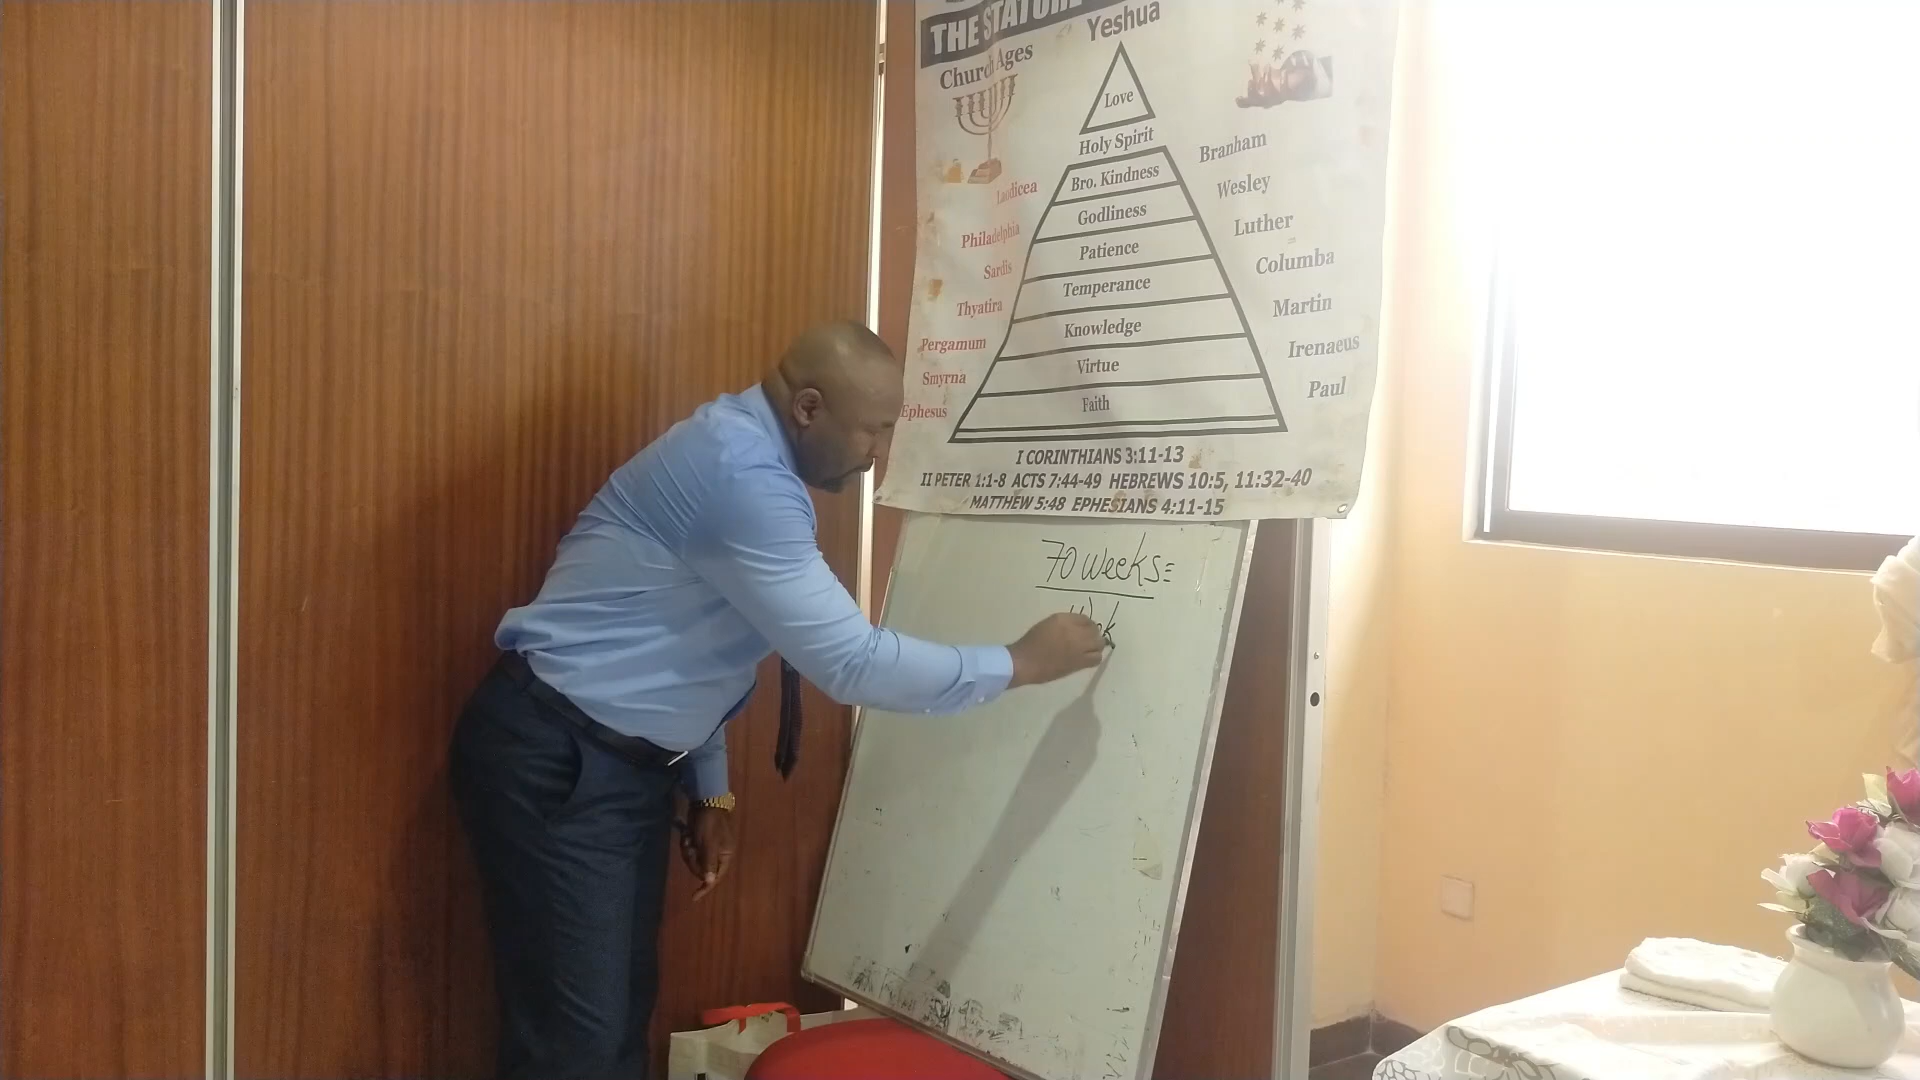 THE STATURE
Yeshua
Church Ages
Love
Holy Spirit
Bro. Kindness
Godliness
Patience
Temperance
Knowledge
Virtue
Faith
Laodicea
Philadelphia
Sardis
Thyatira
Pergamum
Smyrna
Ephesus
Branham
Wesley
Luther
Columba
Martin
Irenaeus
Paul
I CORINTHIANS 3:11-13
II PETER 1:1-8 ACTS 7:44-49 HEBREWS 10:5, 11:32-40
MATTHEW 5:48 EPHESIANS 4:11-15
70 Weeks=